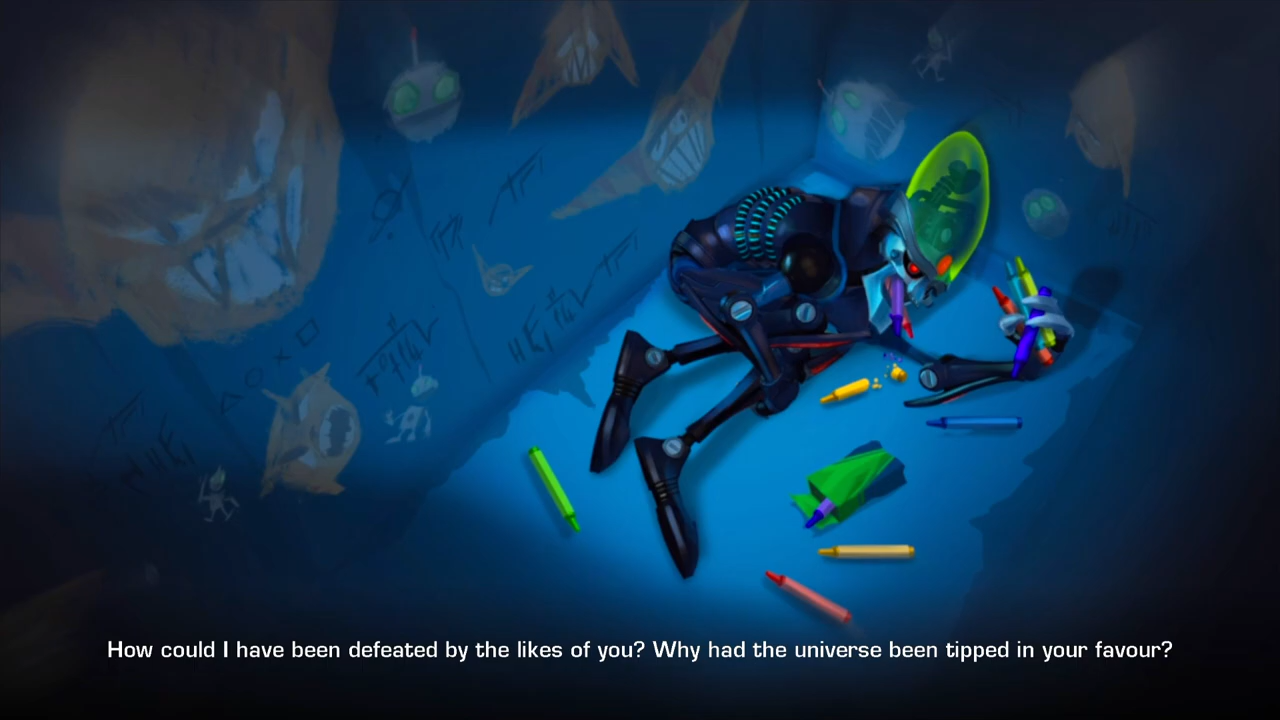 How could I have been defeated by the likes of you? Why had the universe been tipped in your favour?